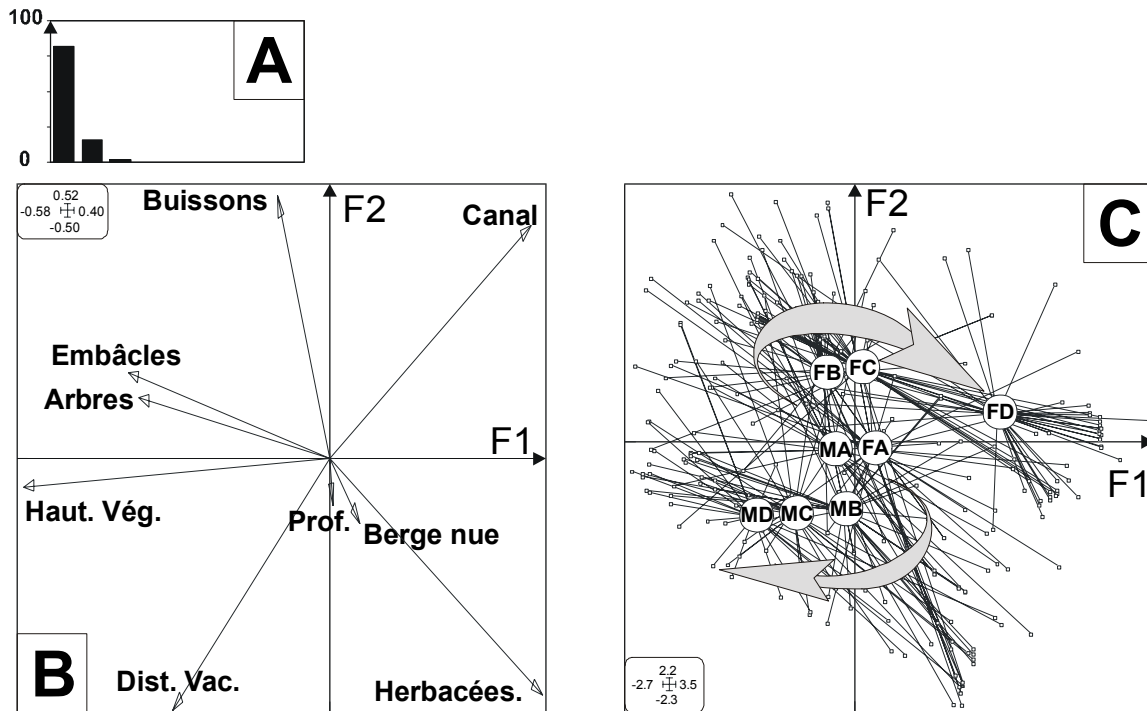 100
A
0
0.52
-0.58 0.40
-0.50
Buissons
F2
Canal
Embâcles
Arbres
F1
Haut. Vég.
Prof.
Berge nue
B
Dist. Vac.
Herbacées.
F2
C
FB
FC
FD
MA
FA
F1
MD
MC
MB
2.2
-2.7 3.5
-2.3